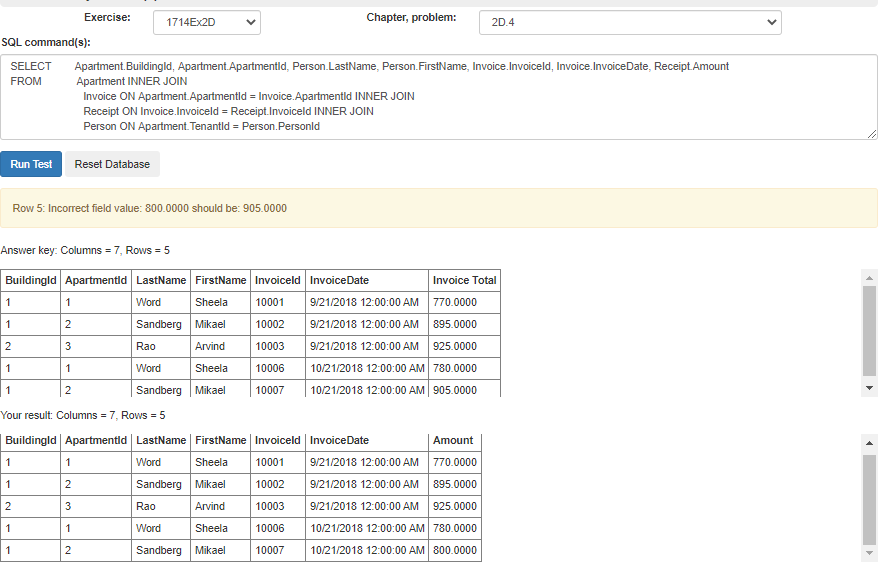 Exercise: 1714Ex2D Chapter, problem: 2D.4
SQL command(s):
SELECT Apartment.BuildingId, Apartment.ApartmentId, Person.LastName, Person.FirstName, Invoice.InvoiceId, Invoice.InvoiceDate, Receipt.Amount
FROM Apartment INNER JOIN
Invoice ON Apartment.ApartmentId = Invoice.ApartmentId INNER JOIN
Receipt ON Invoice.InvoiceId = Receipt.InvoiceId INNER JOIN
Person ON Apartment.TenantId = Person.PersonId
Run Test Reset Database
Row 5: Incorrect field value: 800.0000 should be: 905.0000
Answer key: Columns = 7, Rows = 5
BuildingId ApartmentId LastName FirstName InvoiceId InvoiceDate Invoice Total
1 1 Word Sheela 10001 9/21/2018 12:00:00 AM 770.0000
1 2 Sandberg Mikael 10002 9/21/2018 12:00:00 AM 895.0000
2 3 Rao Arvind 10003 9/21/2018 12:00:00 AM 925.0000
1 1 Word Sheela 10006 10/21/2018 12:00:00 AM 780.0000
1 2 Sandberg Mikael 10007 10/21/2018 12:00:00 AM 905.0000
Your result: Columns = 7, Rows = 5
BuildingId ApartmentId LastName FirstName InvoiceId InvoiceDate Amount
1 1 Word Sheela 10001 9/21/2018 12:00:00 AM 770.0000
1 2 Sandberg Mikael 10002 9/21/2018 12:00:00 AM 895.0000
2 3 Rao Arvind 10003 9/21/2018 12:00:00 AM 925.0000
1 1 Word Sheela 10006 10/21/2018 12:00:00 AM 780.0000
1 2 Sandberg Mikael 10007 10/21/2018 12:00:00 AM 800.0000